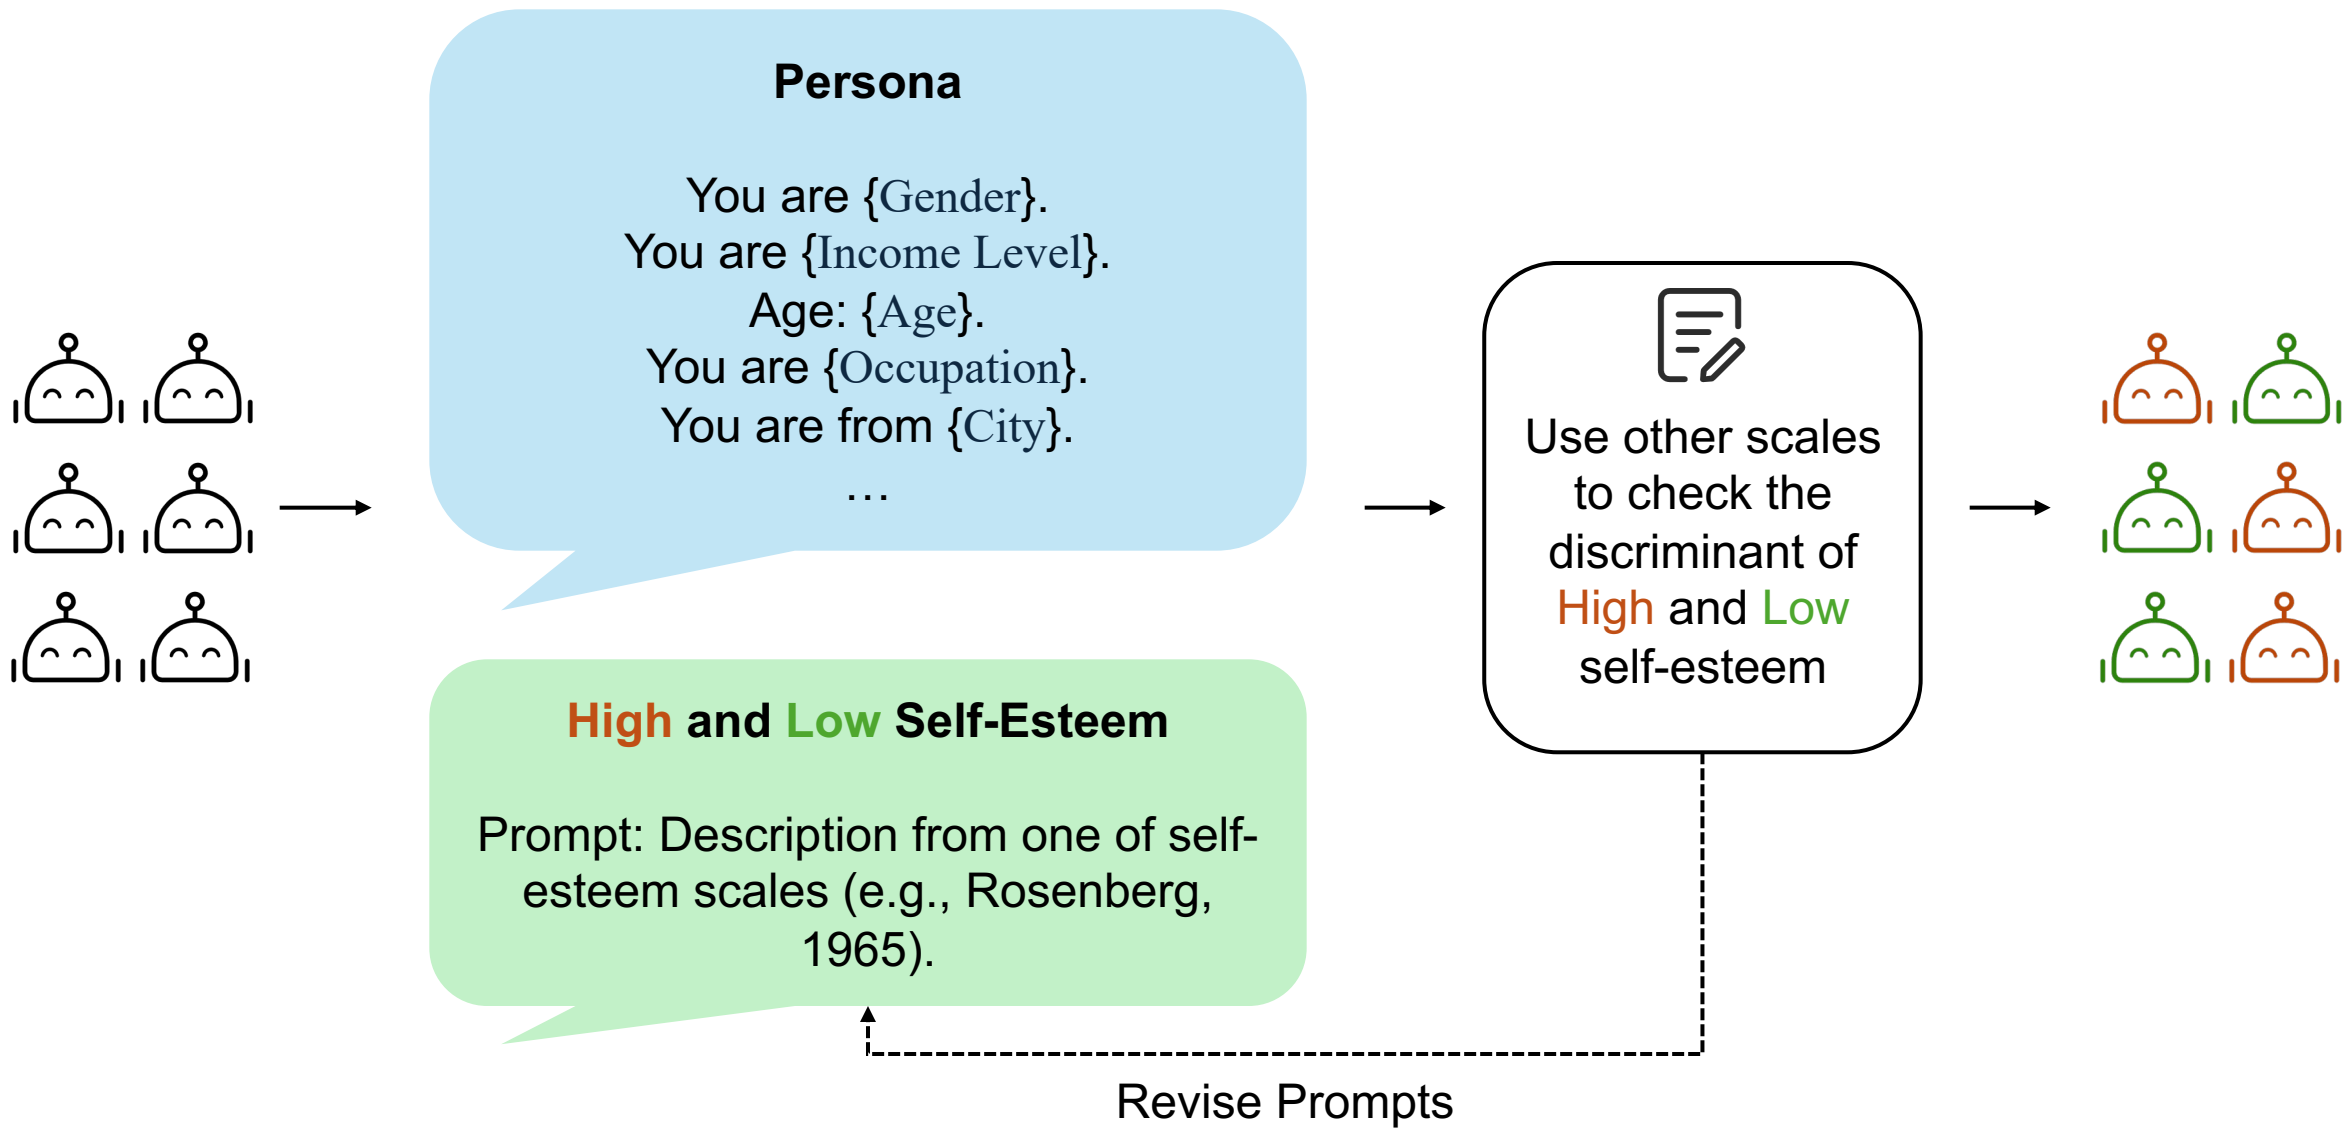 Persona
You are {Gender}.
You are {Income Level}.
Age: {Age}.
You are {Occupation}.
You are from {City}.
…
High and Low Self-Esteem
Prompt: Description from one of self-
esteem scales (e.g., Rosenberg,
1965).
Use other scales
to check the
discriminant of
High and Low
self-esteem
Revise Prompts